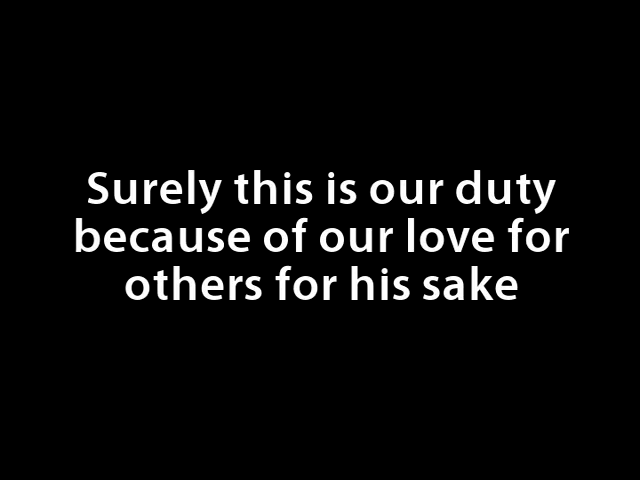 Surely this is our duty
because of our love for
others for his sake